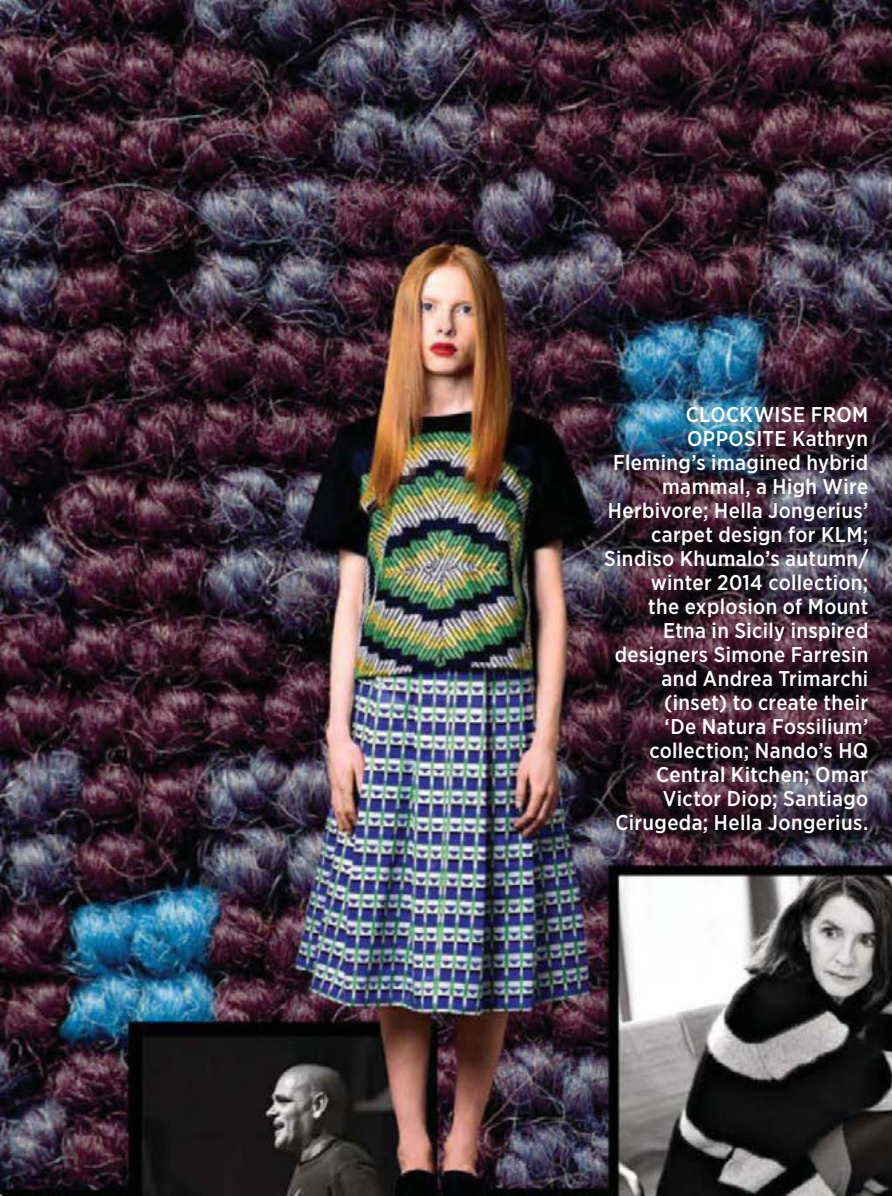 CLOCKWISE FROM
OPPOSITE Kathryn
Fleming’s imagined hybrid
mammal, a High Wire
Herbivore; Hella Jongerius’
carpet design for KLM;
Sindiso Khumalo’s autumn/
winter 2014 collection;
the explosion of Mount
Etna in Sicily inspired
designers Simone Farresin
and Andrea Trimarchi
(inset) to create their
‘De Natura Fossilium’
collection; Nando’s HQ
Central Kitchen; Omar
Victor Diop; Santiago
Cirugeda; Hella Jongerius.